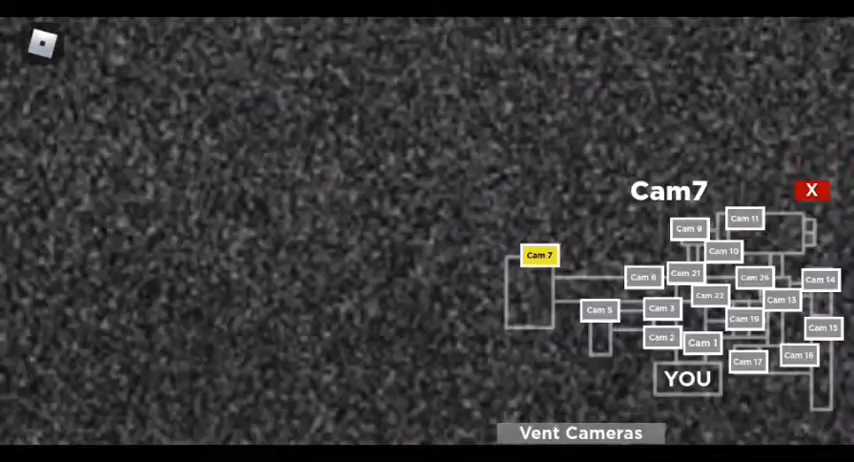 Cam7
X
Cam 11
Cam 9
Cam 10
Cam 7
Cam 6
Cam 21
Cam 26
Cam 14
Cam 22
Cam 13
Cam 5
Cam 3
Cam 19
Cam 15
Cam 2
Cam 1
Cam 17
Cam 16
YOU
Vent Cameras